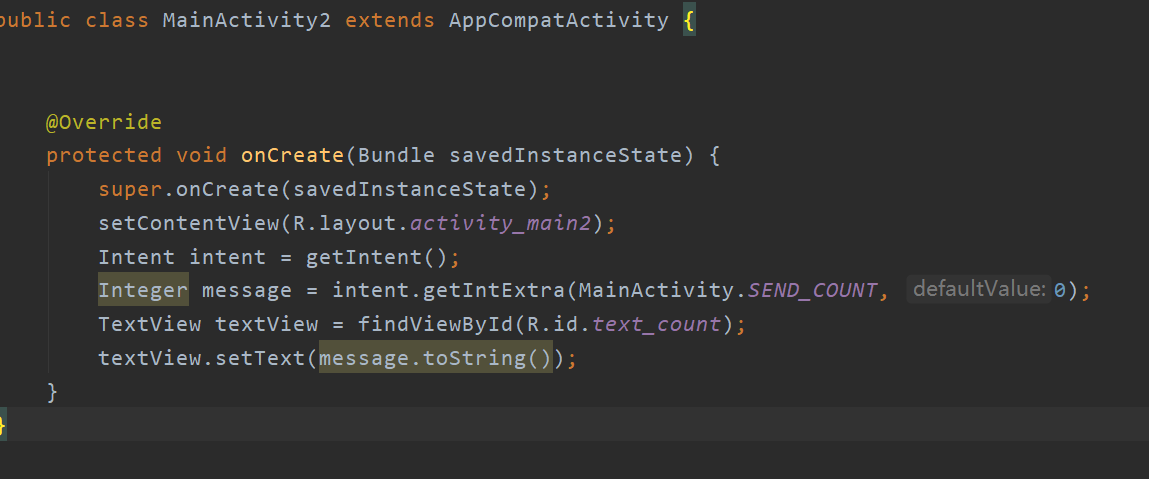 public class MainActivity2 extends AppCompatActivity {
@Override
protected void onCreate(Bundle savedInstanceState) {
super.onCreate(savedInstanceState);
setContentView(R.layout.activity_main2);
Intent intent = getIntent();
Integer message = intent.getIntExtra(MainActivity.SEND_COUNT, defaultValue: 0);
TextView textView = findViewById(R.id.text_count);
textView.setText(message.toString());
}
}